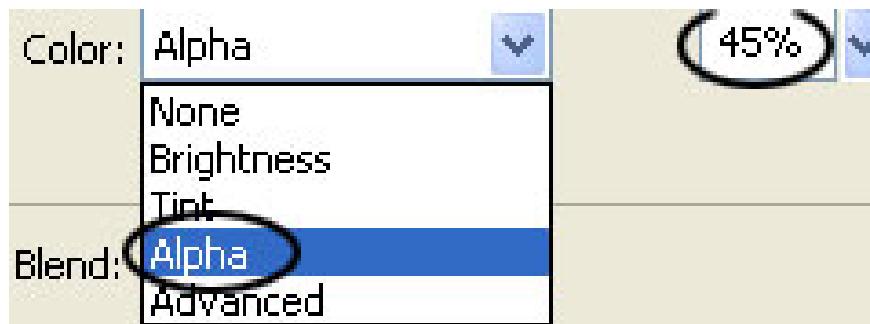 Color: Alpha 45%
None
Brightness
Tint
Blend: Alpha
Advanced